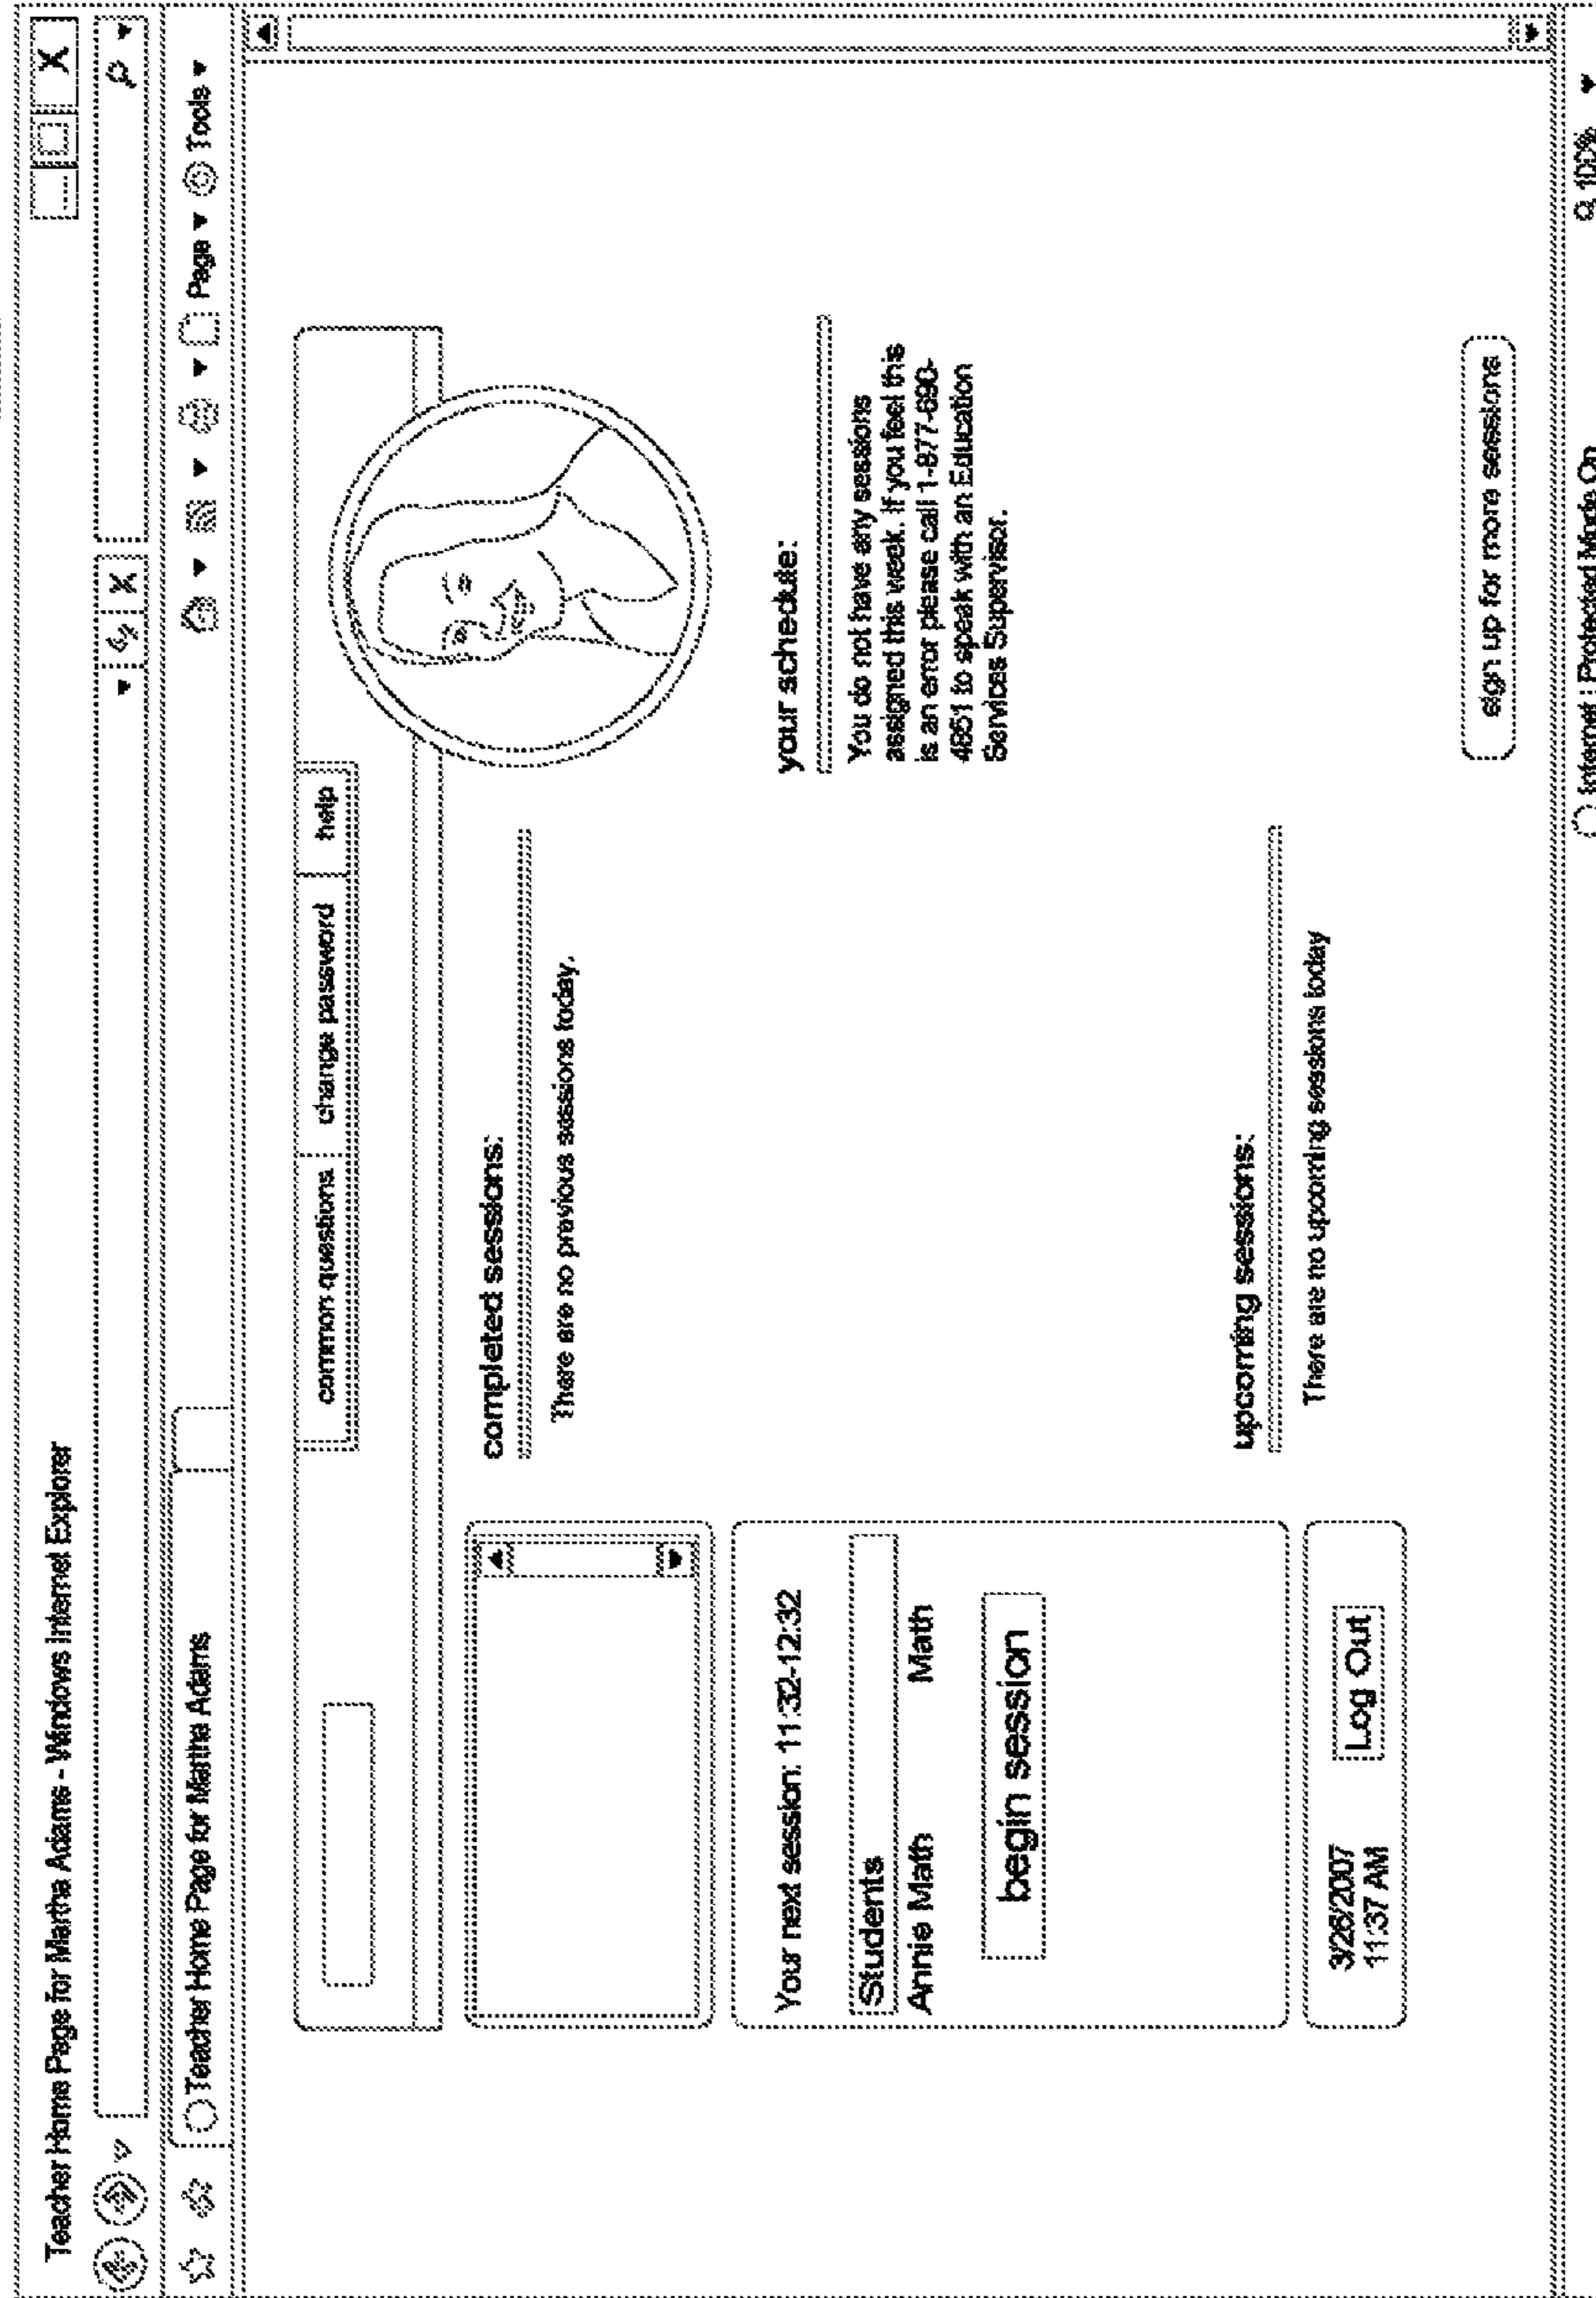 Teacher Home Page for Martha Adams - Windows Internet Explorer
X
X
Teacher Home Page for Martha Adams
Page Tools
common questions change password help
completed sessions:
There are no previous sessions today.
Your next session: 11:32-12:32
Students
Annie Math Math
begin session
your schedule:
You do not have any sessions
assigned this week. If you feel this
is an error please call 1-877-690-
4851 to speak with an Education
Services Supervisor.
upcoming sessions:
There are no upcoming sessions today
3/26/2007
11:37 AM
Log Out
sign up for more sessions
Internet : Protected Mode On
100%